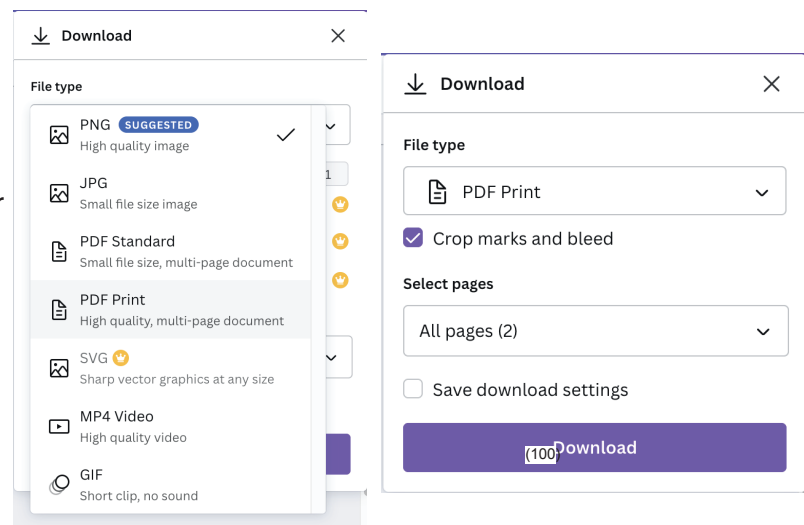 Download
File type
PNG SUGGESTED
High quality image
1
JPG
Small file size image
PDF Standard
Small file size, multi-page document
PDF Print
High quality, multi-page document
SVG
Sharp vector graphics at any size
MP4 Video
High quality video
GIF
Short clip, no sound
Download
File type
PDF Print
Crop marks and bleed
Select pages
All pages (2)
Save download settings
Download
(100)